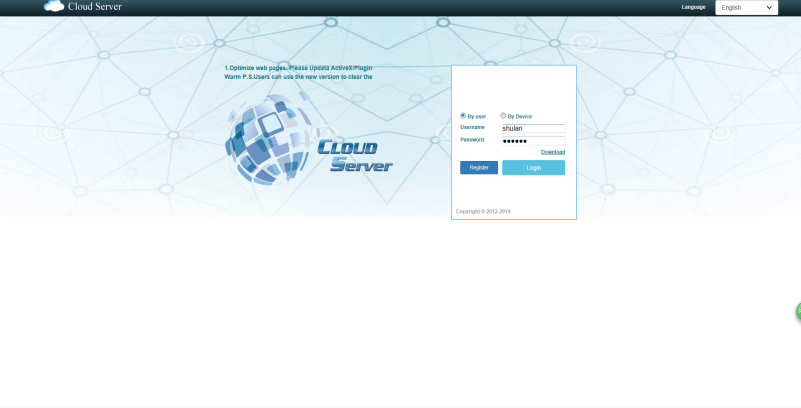 Cloud Server
Language
English
1.Optimize web pages. Please Updata ActiveX/Plugin
Warm P.S.Users can use the new version to clear the
CLOUD
SERVER
By user
By Device
Username
shulan
Password
●●●●●●
Download
Register
Login
Copyright © 2012-2014